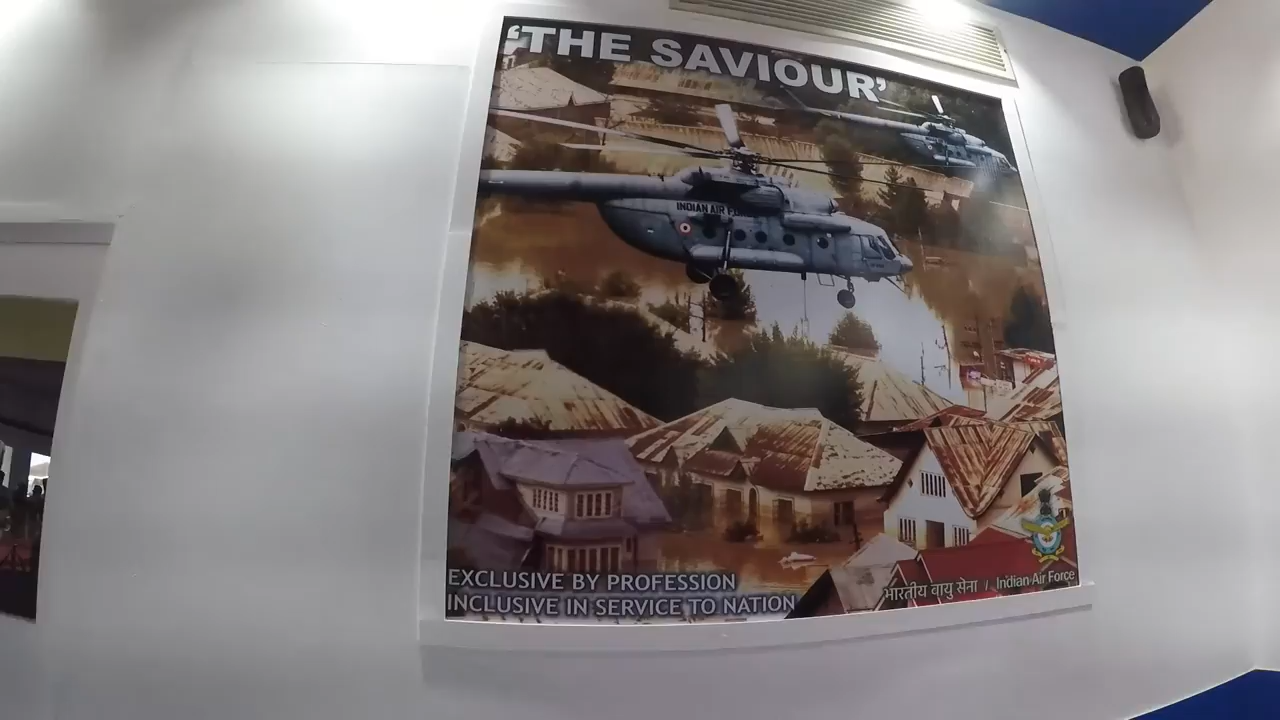 ‘THE SAVIOUR’
INDIAN AIR F
EXCLUSIVE BY PROFESSION
INCLUSIVE IN SERVICE TO NATION
भारतीय वायु सेना / Indian Air Force